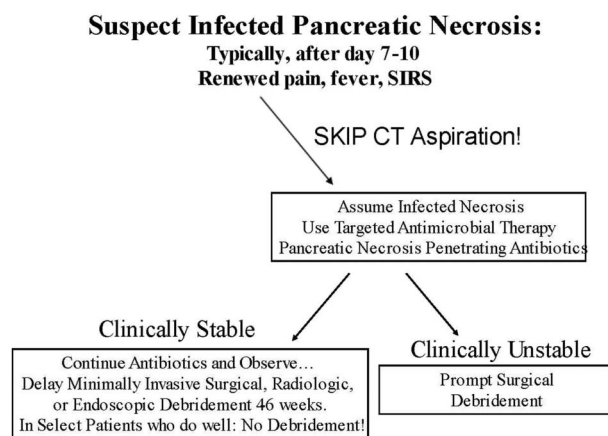 Suspect Infected Pancreatic Necrosis:
Typically, after day 7-10
Renewed pain, fever, SIRS
SKIP CT Aspiration!
Assume Infected Necrosis
Use Targeted Antimicrobial Therapy
Pancreatic Necrosis Penetrating Antibiotics
Clinically Stable
Continue Antibiotics and Observe...
Delay Minimally Invasive Surgical, Radiologic,
or Endoscopic Debridement 46 weeks.
In Select Patients who do well: No Debridement!
Clinically Unstable
Prompt Surgical
Debridement